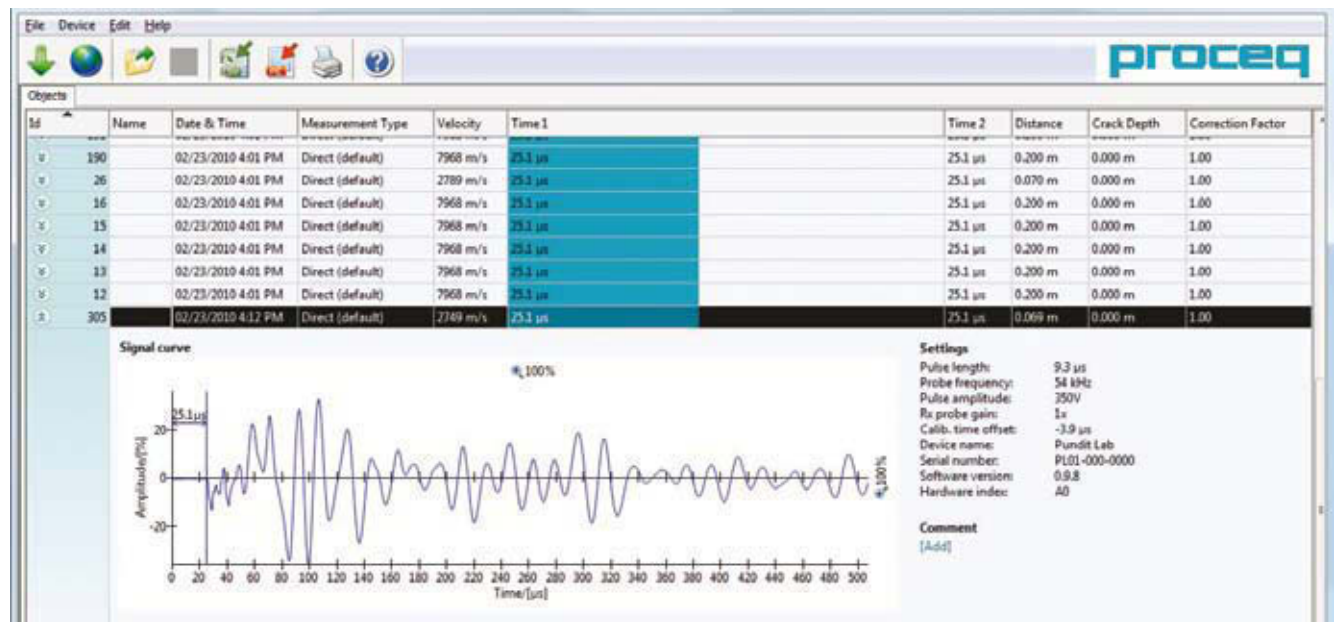 File Device Edit Help
proceq
Objects
Id Name Date & Time Measurement Type Velocity Time 1 Time 2 Distance Crack Depth Correction Factor
190 02/23/2010 4:01 PM Direct (default) 7968 m/s 25.1 µs 25.1 µs 0.200 m 0.000 m 1.00
26 02/23/2010 4:01 PM Direct (default) 2789 m/s 25.1 µs 25.1 µs 0.070 m 0.000 m 1.00
16 02/23/2010 4:01 PM Direct (default) 7968 m/s 25.1 µs 25.1 µs 0.200 m 0.000 m 1.00
15 02/23/2010 4:01 PM Direct (default) 7968 m/s 25.1 µs 25.1 µs 0.200 m 0.000 m 1.00
14 02/23/2010 4:01 PM Direct (default) 7968 m/s 25.1 µs 25.1 µs 0.200 m 0.000 m 1.00
13 02/23/2010 4:01 PM Direct (default) 7968 m/s 25.1 µs 25.1 µs 0.200 m 0.000 m 1.00
12 02/23/2010 4:01 PM Direct (default) 7968 m/s 25.1 µs 25.1 µs 0.200 m 0.000 m 1.00
305 02/23/2010 4:12 PM Direct (default) 2749 m/s 25.1 µs 25.1 µs 0.069 m 0.000 m 1.00
Signal curve
100%
25.1µs
20
0
-20
Amplitude/[%]
100%
0 20 40 60 80 100 120 140 160 180 200 220 240 260 280 300 320 340 360 380 400 420 440 460 480 500
Time/[µs]
Settings
Pulse length: 9.3 µs
Probe frequency: 54 kHz
Pulse amplitude: 350V
Rx probe gain: 1x
Calib. time offset: -3.9 µs
Device name: Pundit Lab
Serial number: PL01-000-0000
Software version: 0.9.8
Hardware index: A0
Comment
[Add]